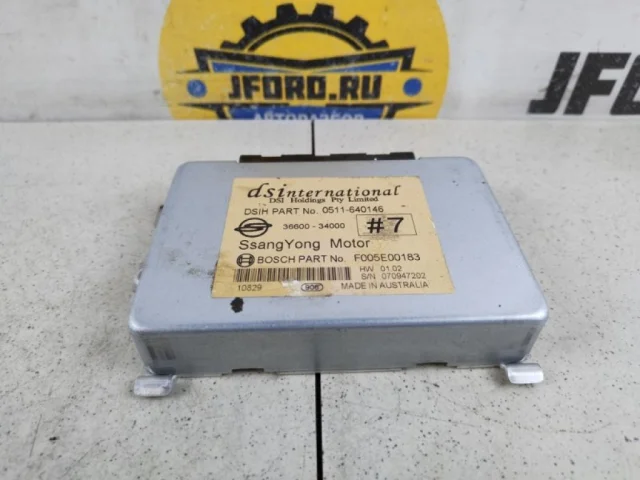 JFORD.RU
АВТОРАЗБОР
JFO
dsinternational
DSI Holdings Pty Limited
DSIH PART No. 0511-640146
36600 - 34000
#7
SsangYong Motor
BOSCH PART No. F005E00183
HW 01.02
S/N 070947202
10829
906
MADE IN AUSTRALIA